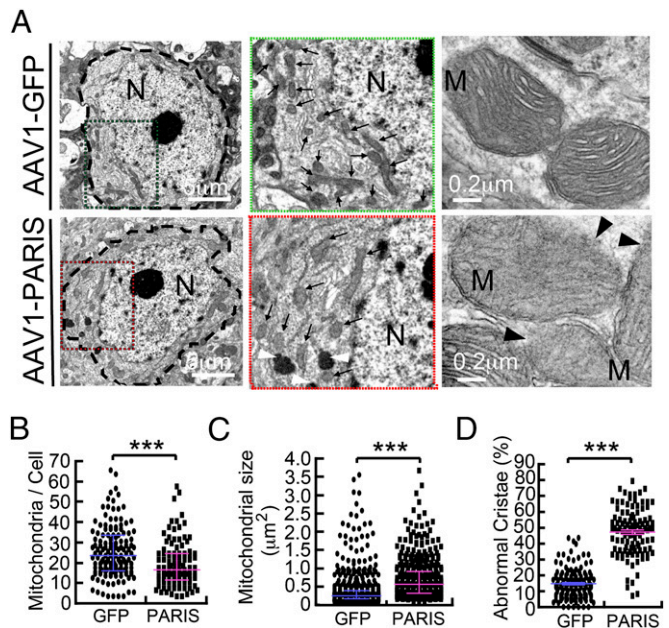 A
AAV1-GFP
N
5µm
N
M
0.2µm
AAV1-PARIS
N
5µm
N
M
M
0.2µm
B
Mitochondria / Cell
***
70
60
50
40
30
20
10
0
GFP PARIS
C
Mitochondrial size
(µm²)
***
4.0
3.5
3.0
2.5
2.0
1.5
1.0
0.5
GFP PARIS
D
Abnormal Cristae (%)
***
90
80
70
60
50
40
30
20
10
0
GFP PARIS